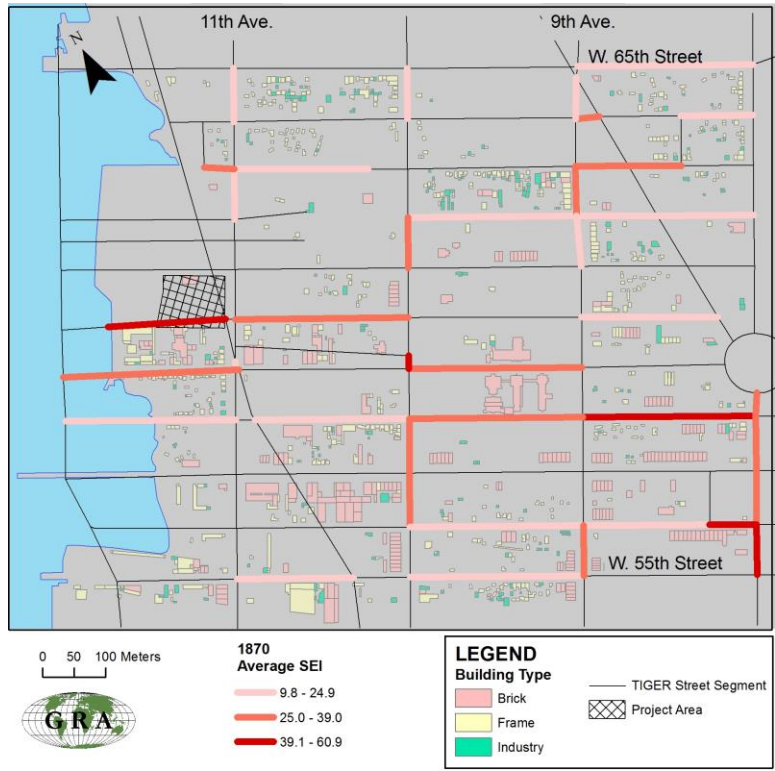 11th Ave.
9th Ave.
N
W. 65th Street
W. 55th Street
0 50 100 Meters
GRA
1870
Average SEI
9.8 - 24.9
25.0 - 39.0
39.1 - 60.9
LEGEND
Building Type
Brick
Frame
Industry
TIGER Street Segment
Project Area